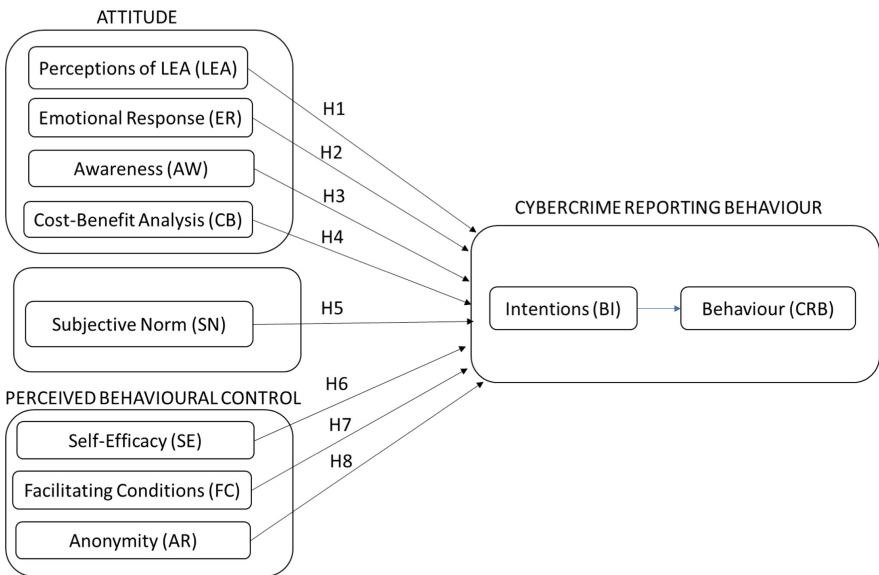 ATTITUDE
Perceptions of LEA (LEA)
Emotional Response (ER)
Awareness (AW)
Cost-Benefit Analysis (CB)
Subjective Norm (SN)
PERCEIVED BEHAVIOURAL CONTROL
Self-Efficacy (SE)
Facilitating Conditions (FC)
Anonymity (AR)
H1
H2
H3
H4
H5
H6
H7
H8
CYBERCRIME REPORTING BEHAVIOUR
Intentions (BI)
Behaviour (CRB)